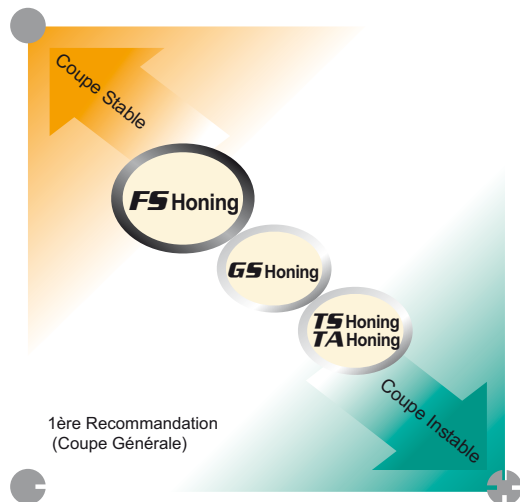 Coupe Stable
FS Honing
GS Honing
TS Honing
TA Honing
Coupe Instable
1ère Recommandation
(Coupe Générale)